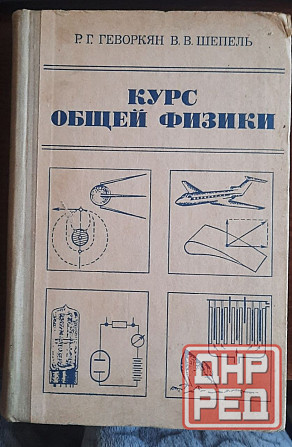 Р. Г. ГЕВОРКЯН В. В. ШЕПЕЛЬ
КУРС
ОБЩЕЙ ФИЗИКИ
ДНР
РЕД